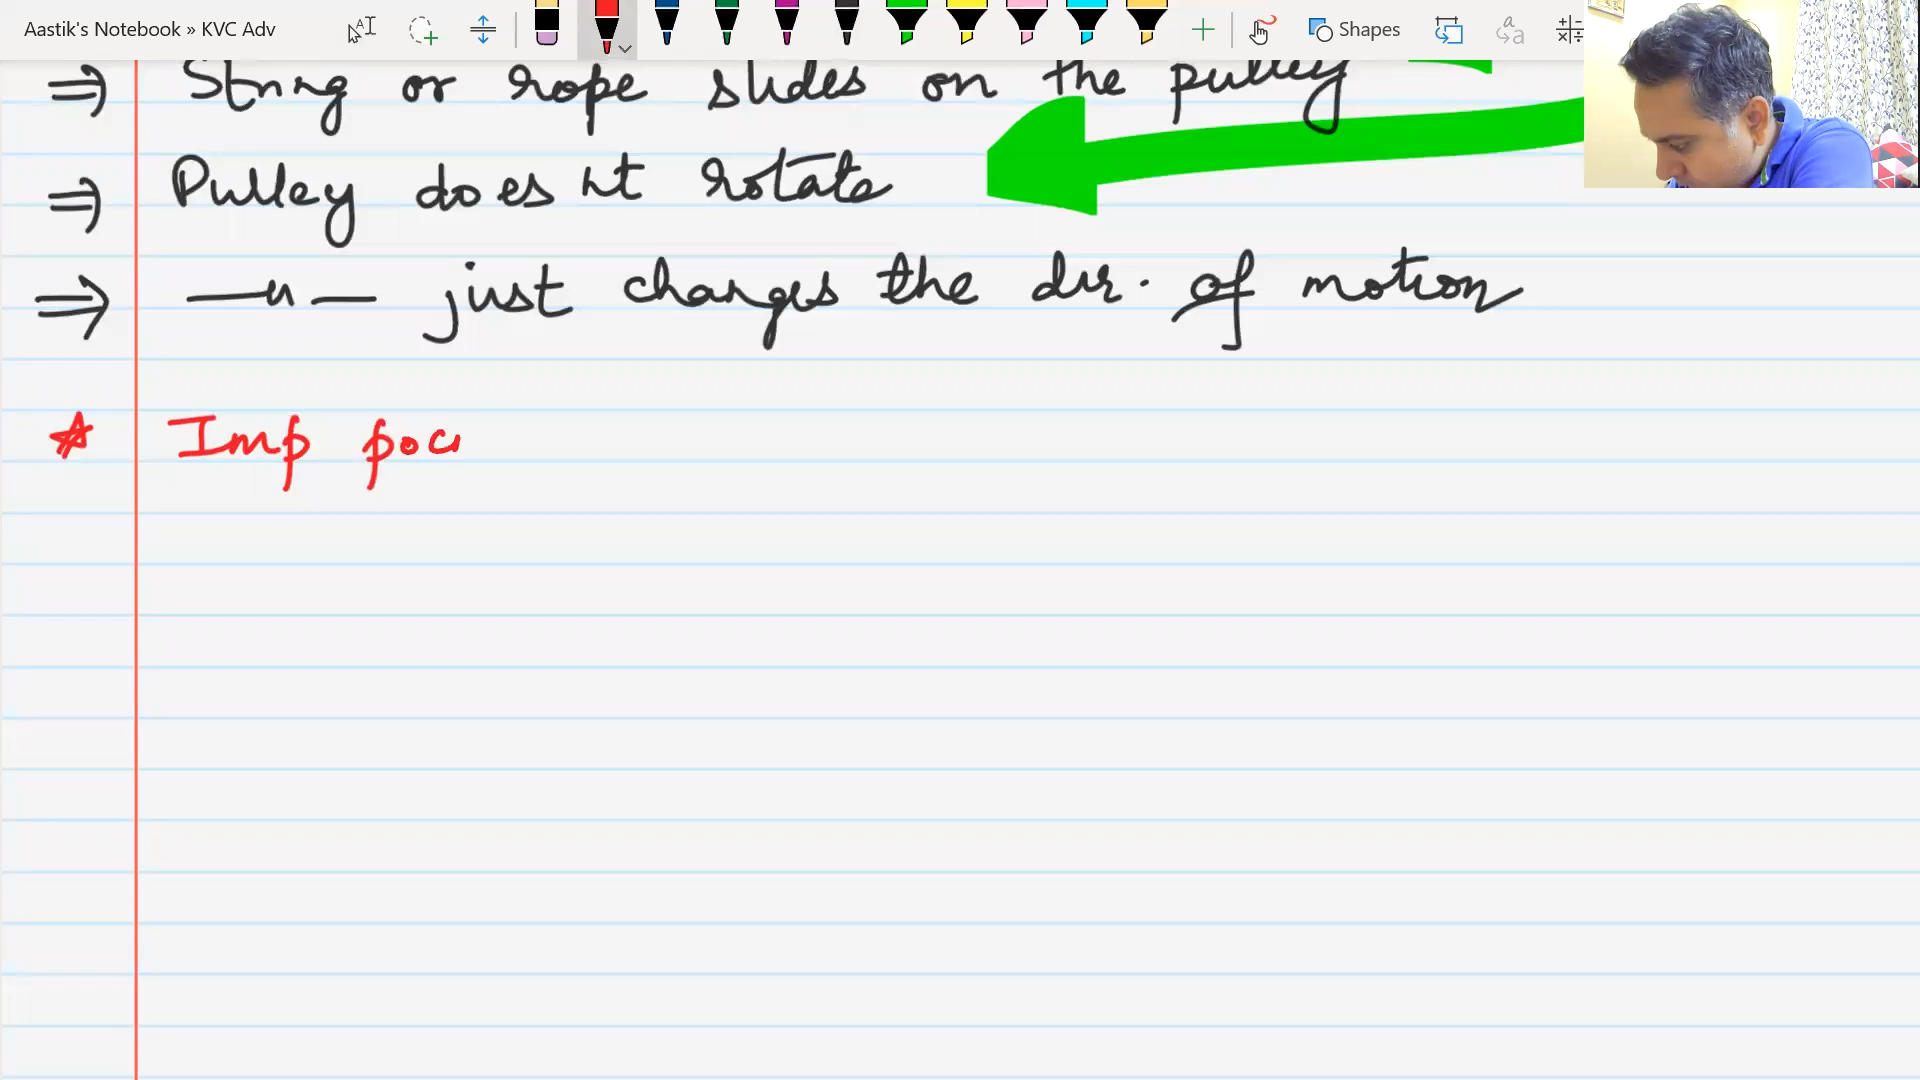 Aastik's Notebook » KVC Adv
Shapes
⇒ String or rope slides on the pulley
⇒ Pulley doesn't rotate
⇒ —〃— just changes the dir. of motion
☆ Imp poi